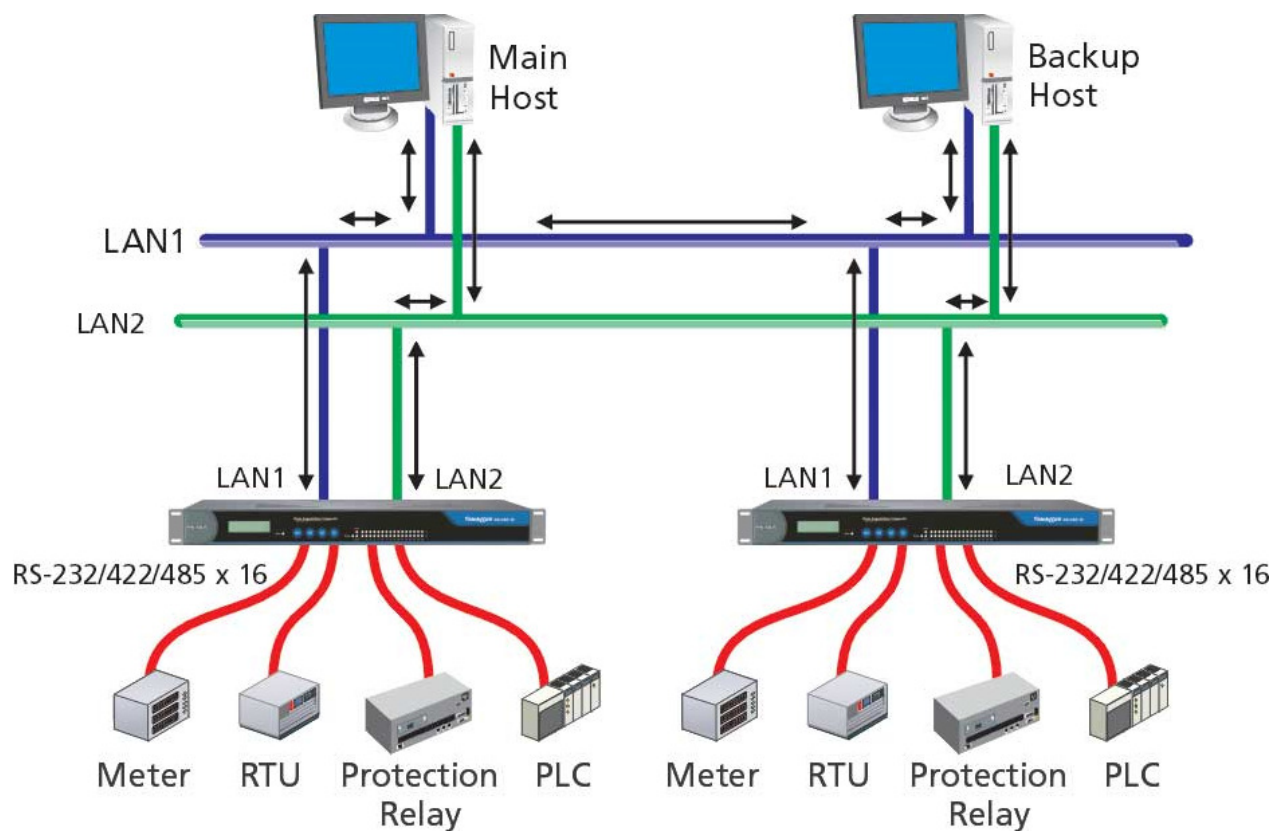 Main
Host
Backup
Host
LAN1
LAN2
LAN1
LAN2
LAN1
LAN2
RS-232/422/485 x 16
RS-232/422/485 x 16
Meter
RTU
Protection
Relay
PLC
Meter
RTU
Protection
Relay
PLC